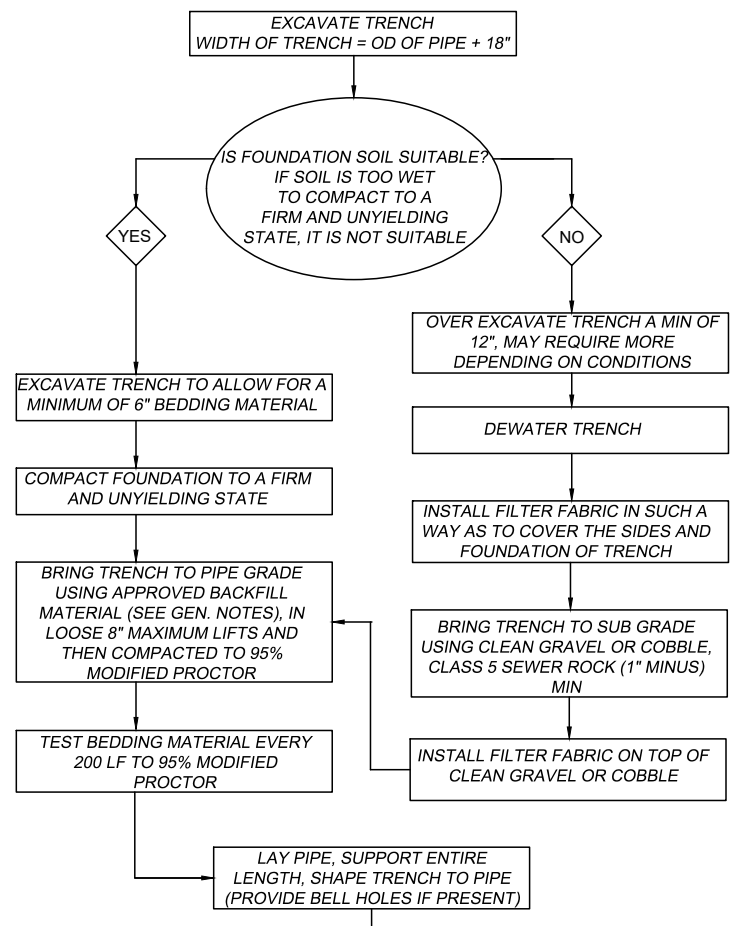 EXCAVATE TRENCH
WIDTH OF TRENCH = OD OF PIPE + 18"
IS FOUNDATION SOIL SUITABLE?
IF SOIL IS TOO WET
TO COMPACT TO A
FIRM AND UNYIELDING
STATE, IT IS NOT SUITABLE
YES
NO
EXCAVATE TRENCH TO ALLOW FOR A
MINIMUM OF 6" BEDDING MATERIAL
COMPACT FOUNDATION TO A FIRM
AND UNYIELDING STATE
BRING TRENCH TO PIPE GRADE
USING APPROVED BACKFILL
MATERIAL (SEE GEN. NOTES), IN
LOOSE 8" MAXIMUM LIFTS AND
THEN COMPACTED TO 95%
MODIFIED PROCTOR
TEST BEDDING MATERIAL EVERY
200 LF TO 95% MODIFIED
PROCTOR
OVER EXCAVATE TRENCH A MIN OF
12", MAY REQUIRE MORE
DEPENDING ON CONDITIONS
DEWATER TRENCH
INSTALL FILTER FABRIC IN SUCH A
WAY AS TO COVER THE SIDES AND
FOUNDATION OF TRENCH
BRING TRENCH TO SUB GRADE
USING CLEAN GRAVEL OR COBBLE,
CLASS 5 SEWER ROCK (1" MINUS)
MIN
INSTALL FILTER FABRIC ON TOP OF
CLEAN GRAVEL OR COBBLE
LAY PIPE, SUPPORT ENTIRE
LENGTH, SHAPE TRENCH TO PIPE
(PROVIDE BELL HOLES IF PRESENT)